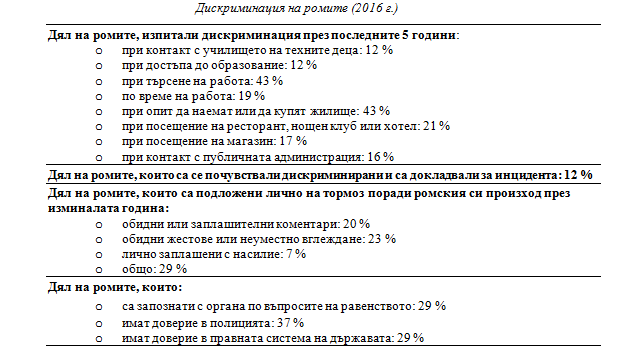 Дискриминация на ромите (2016 г.)
Дял на ромите, изпитали дискриминация през последните 5 години:
o при контакт с училището на техните деца: 12 %
o при достъпа до образование: 12 %
o при търсене на работа: 43 %
o по време на работа: 19 %
o при опит да наемат или да купят жилище: 43 %
o при посещение на ресторант, нощен клуб или хотел: 21 %
o при посещение на магазин: 17 %
o при контакт с публичната администрация: 16 %
Дял на ромите, които са се почувствали дискриминирани и са докладвали за инцидента: 12 %
Дял на ромите, които са подложени лично на тормоз поради ромския си произход през
изминалата година:
o обидни или заплашителни коментари: 20 %
o обидни жестове или неуместно вглеждане: 23 %
o лично заплашени с насилие: 7 %
o общо: 29 %
Дял на ромите, които:
o са запознати с органа по въпросите на равенството: 29 %
o имат доверие в полицията: 37 %
o имат доверие в правната система на държавата: 29 %